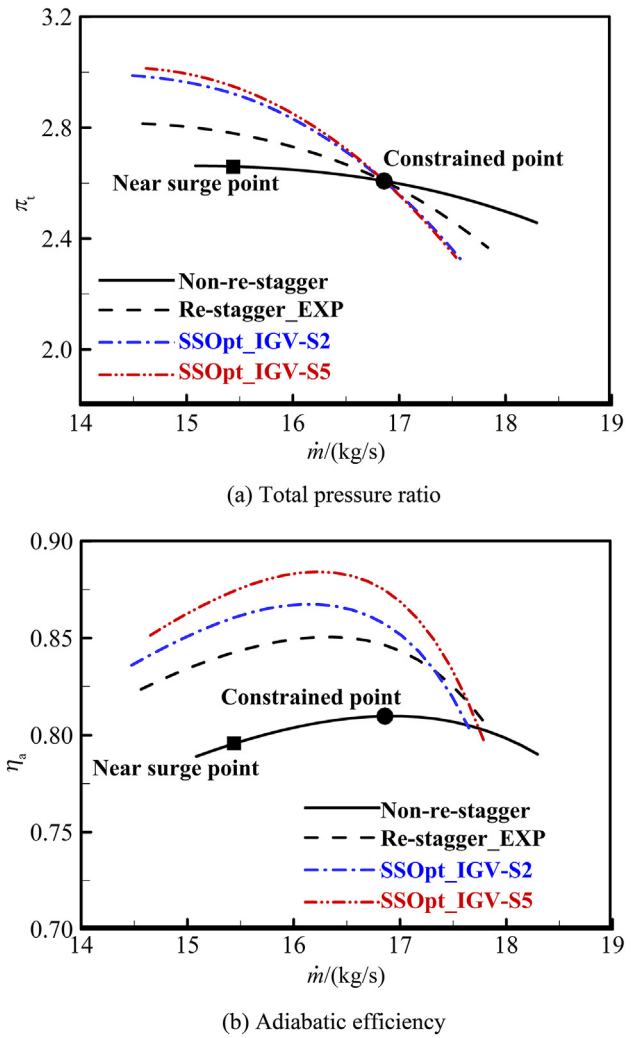 3.2
2.8
2.4
2.0
πt
Constrained point
Near surge point
Non-re-stagger
Re-stagger_EXP
SSOpt_IGV-S2
SSOpt_IGV-S5
14 15 16 17 18 19
ṁ/(kg/s)
(a) Total pressure ratio
0.90
0.85
0.80
0.75
0.70
ηa
Constrained point
Near surge point
Non-re-stagger
Re-stagger_EXP
SSOpt_IGV-S2
SSOpt_IGV-S5
14 15 16 17 18 19
ṁ/(kg/s)
(b) Adiabatic efficiency